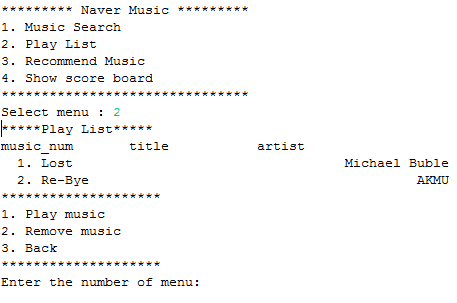 ********* Naver Music *********
1. Music Search
2. Play List
3. Recommend Music
4. Show score board
*******************************
Select menu : 2
*****Play List*****
music_num       title           artist
  1. Lost                                  Michael Buble
  2. Re-Bye                                         AKMU
********************
1. Play music
2. Remove music
3. Back
********************
Enter the number of menu: